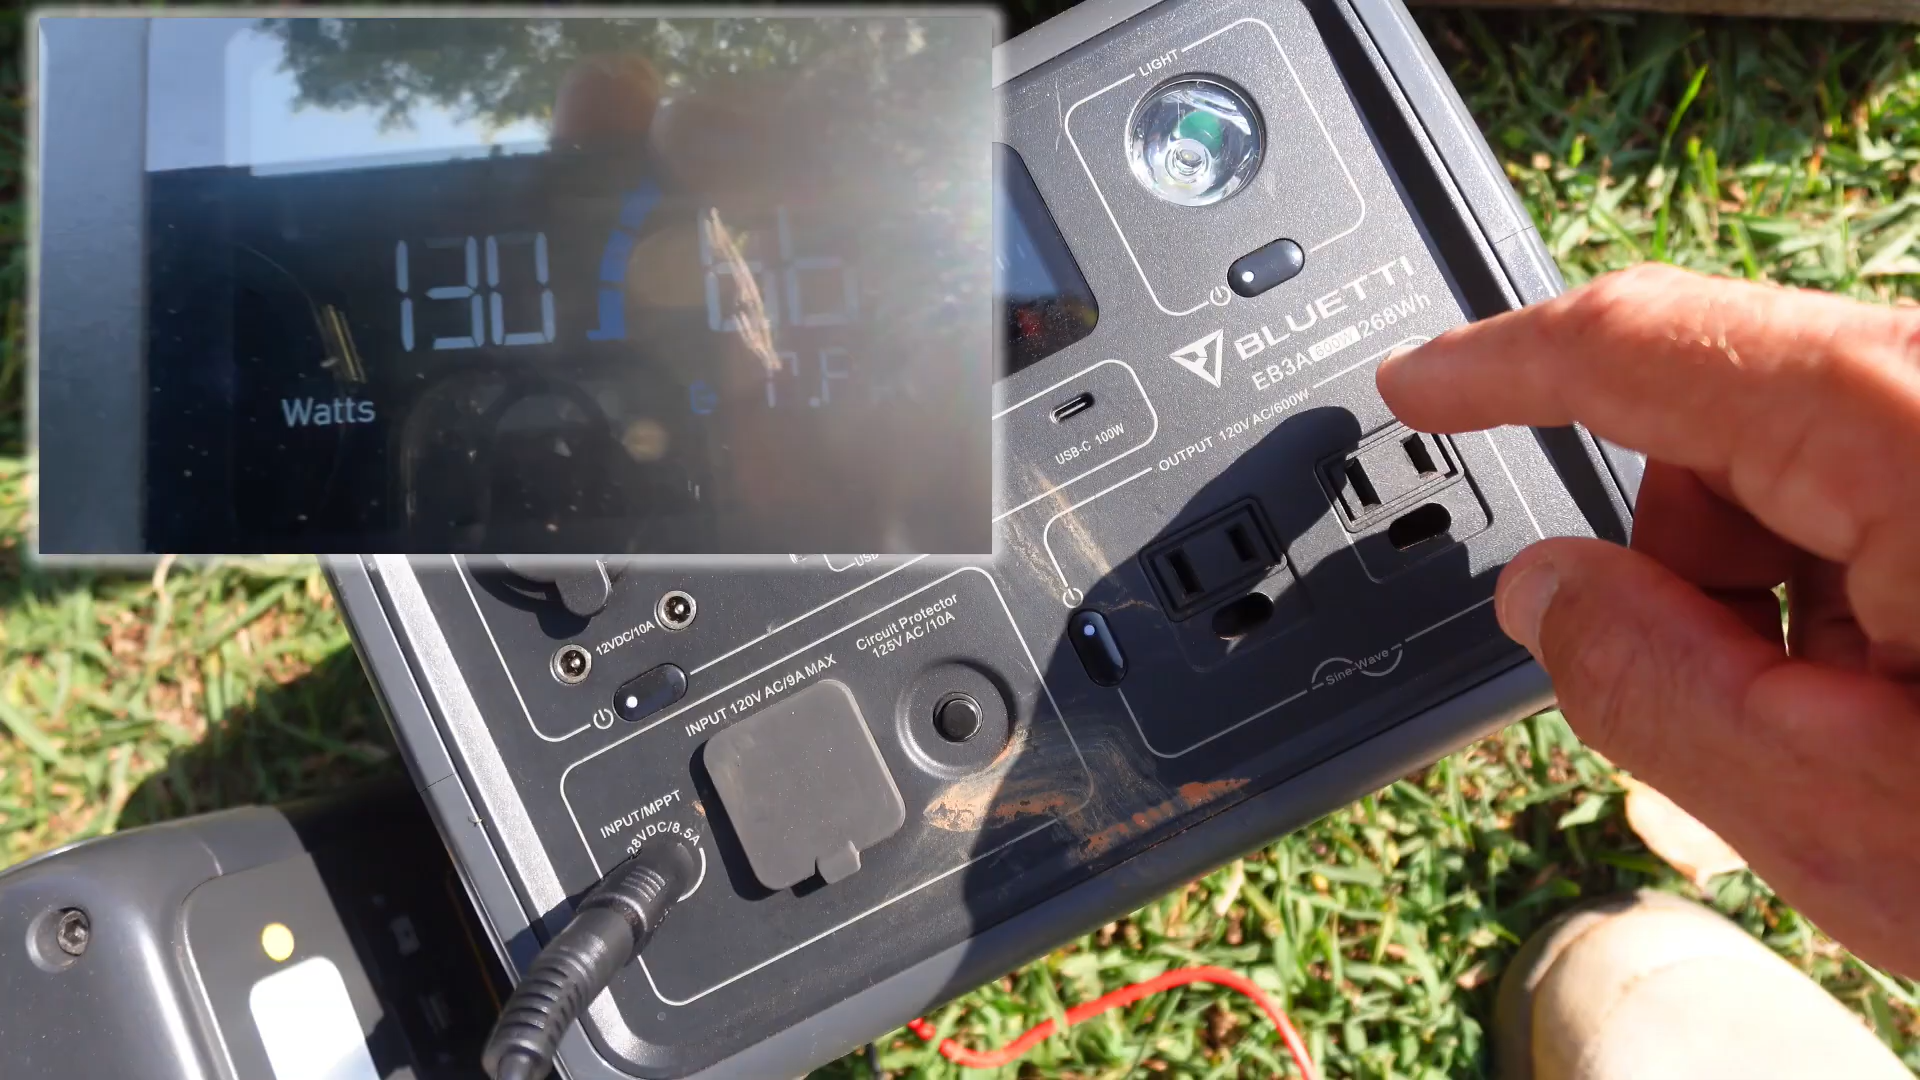 130
Watts
LIGHT
BLUETTI
EB3A 600W 268Wh
USB-C 100W
OUTPUT 120V AC/600W
12VDC/10A
Circuit Protector
125V AC/10A
INPUT 120V AC/9A MAX
INPUT/MPPT
28VDC/8.5A
Sine-Wave